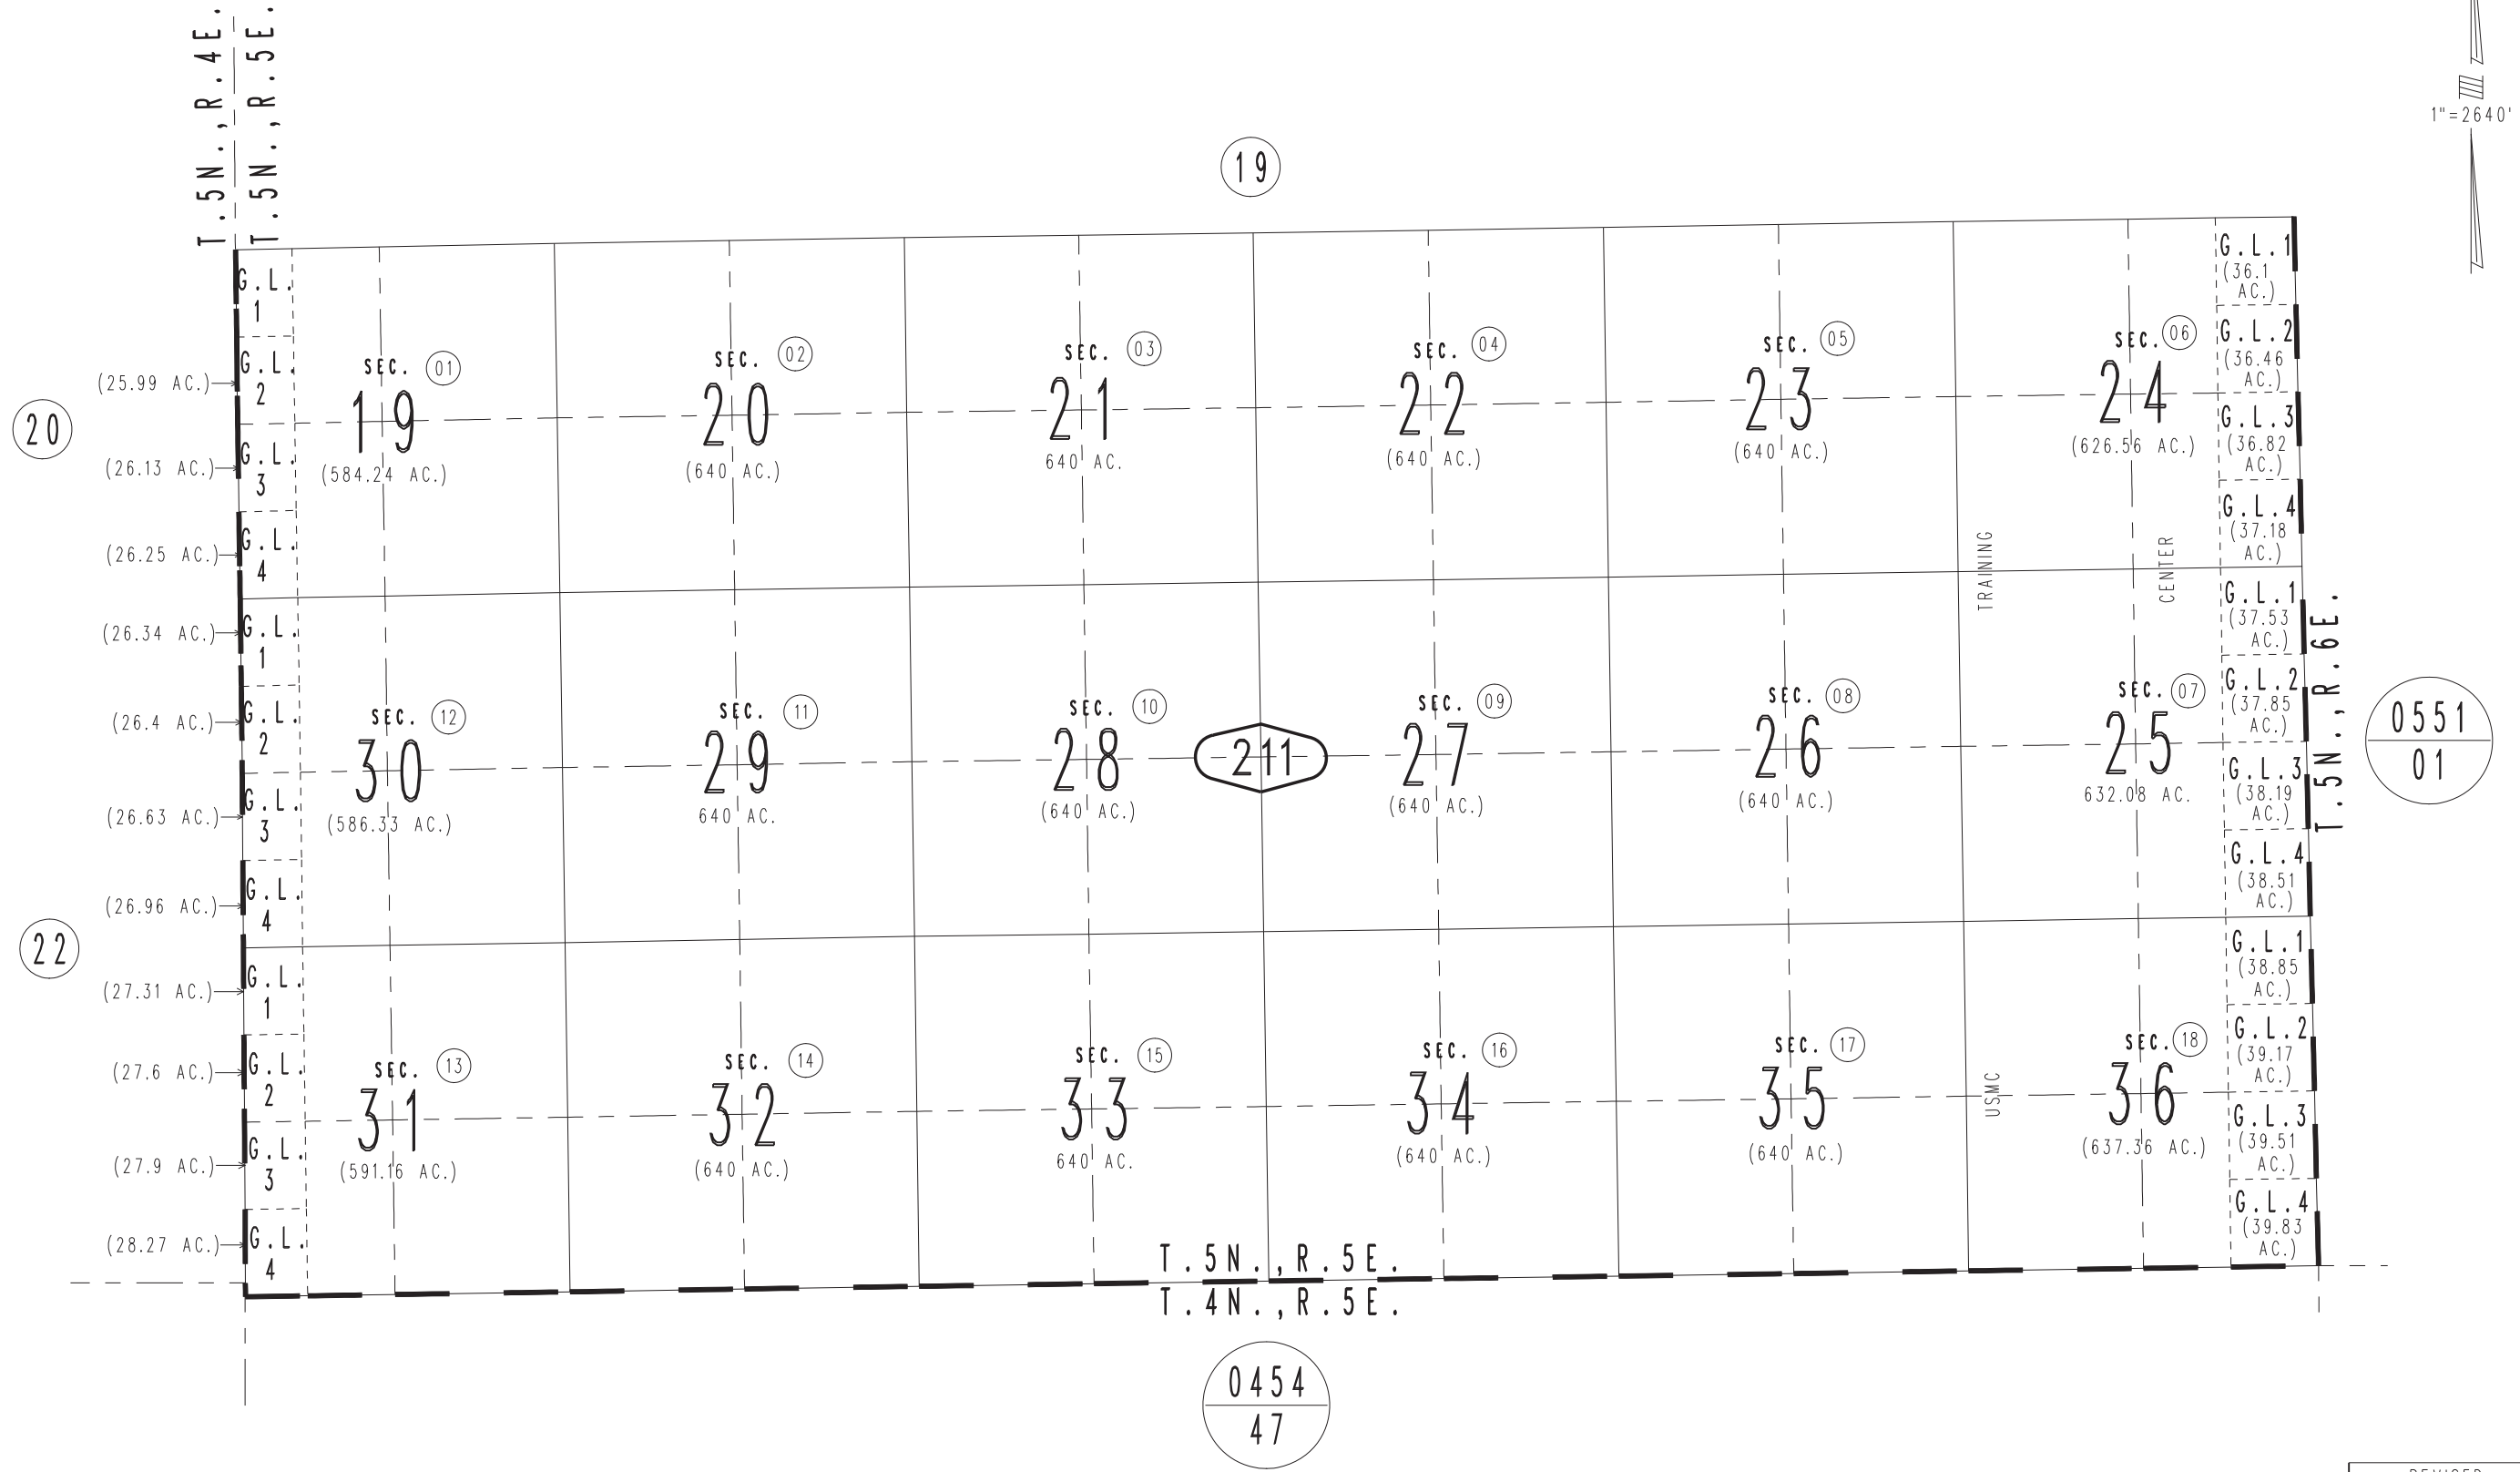 T.5N.,R.4E.
T.5N.,R.5E.
1"=2640'
19
G.L.
1
G.L.
2
G.L.
3
G.L.
4
(25.99 AC.)
(26.13 AC.)
(26.25 AC.)
20
SEC. 01
19
(584.24 AC.)
SEC. 02
20
(640 AC.)
SEC. 03
21
640 AC.
SEC. 04
22
(640 AC.)
SEC. 05
23
(640 AC.)
SEC. 06
24
(626.56 AC.)
G.L.1
(36.1
AC.)
G.L.2
(36.46
AC.)
G.L.3
(36.82
AC.)
G.L.4
(37.18
AC.)
TRAINING
CENTER
(26.34 AC.)
(26.4 AC.)
(26.63 AC.)
(26.96 AC.)
G.L.
1
G.L.
2
G.L.
3
G.L.
4
SEC. 12
30
(586.33 AC.)
SEC. 11
29
640 AC.
SEC. 10
28
(640 AC.)
211
SEC. 09
27
(640 AC.)
SEC. 08
26
(640 AC.)
SEC. 07
25
632.08 AC.
G.L.1
(37.53
AC.)
G.L.2
(37.85
AC.)
G.L.3
(38.19
AC.)
G.L.4
(38.51
AC.)
T.5N.,R.6E.
0551
01
22
(27.31 AC.)
(27.6 AC.)
(27.9 AC.)
(28.27 AC.)
G.L.
1
G.L.
2
G.L.
3
G.L.
4
SEC. 13
31
(591.16 AC.)
SEC. 14
32
(640 AC.)
SEC. 15
33
640 AC.
SEC. 16
34
(640 AC.)
SEC. 17
35
(640 AC.)
USMC
SEC. 18
36
(637.36 AC.)
G.L.1
(38.85
AC.)
G.L.2
(39.17
AC.)
G.L.3
(39.51
AC.)
G.L.4
(39.83
AC.)
T.5N.,R.5E.
T.4N.,R.5E.
0454
47
REVISED